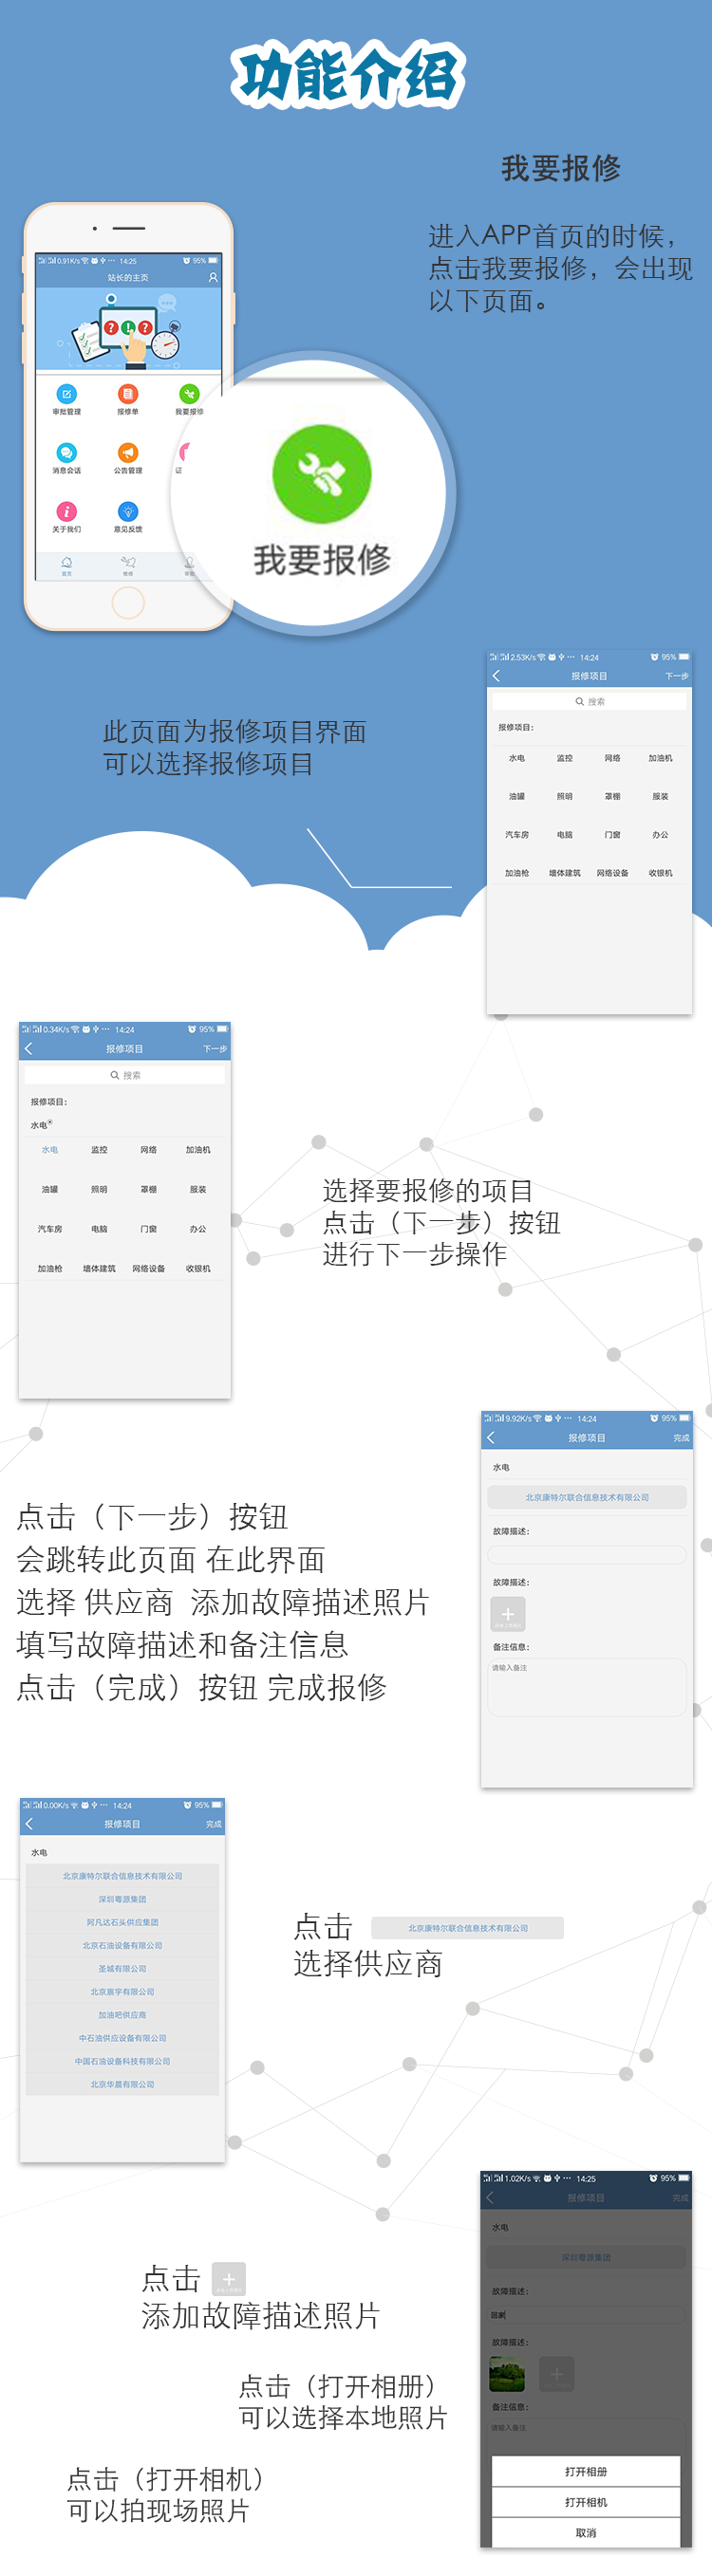 功能介绍
我要报修
进入APP首页的时候，
点击我要报修，会出现
以下页面。
0.91K/s 14:25 95%
站长的主页
审批管理 报修单 我要报修
消息会话 公告管理 证
关于我们 意见反馈
首页
我要报修
此页面为报修项目界面
可以选择报修项目
2.53K/s 14:24 95%
报修项目 下一步
搜索
报修项目：
水电 监控 网络 加油机
油罐 照明 罩棚 服装
汽车房 电脑 门窗 办公
加油枪 墙体建筑 网络设备 收银机
0.34K/s 14:24 95%
报修项目 下一步
搜索
报修项目：
水电
水电 监控 网络 加油机
油罐 照明 罩棚 服装
汽车房 电脑 门窗 办公
加油枪 墙体建筑 网络设备 收银机
选择要报修的项目
点击（下一步）按钮
进行下一步操作
9.92K/s 14:24 95%
报修项目 完成
水电
北京康特尔联合信息技术有限公司
故障描述：
故障描述：
备注信息：
请输入备注
点击（下一步）按钮
会跳转此页面 在此界面
选择 供应商 添加故障描述照片
填写故障描述和备注信息
点击（完成）按钮 完成报修
0.00K/s 14:24 95%
报修项目 完成
水电
北京康特尔联合信息技术有限公司
深圳粤源集团
阿凡达石头供应集团
北京石油设备有限公司
圣城有限公司
北京宸宇有限公司
加油吧供应商
中石油供应设备有限公司
中国石油设备科技有限公司
北京华晨有限公司
点击 北京康特尔联合信息技术有限公司
选择供应商
1.02K/s 14:25 95%
报修项目 完成
水电
深圳粤源集团
故障描述：
故障描述：
备注信息：
请输入备注
打开相册
打开相机
取消
点击
添加故障描述照片
点击（打开相册）
可以选择本地照片
点击（打开相机）
可以拍现场照片